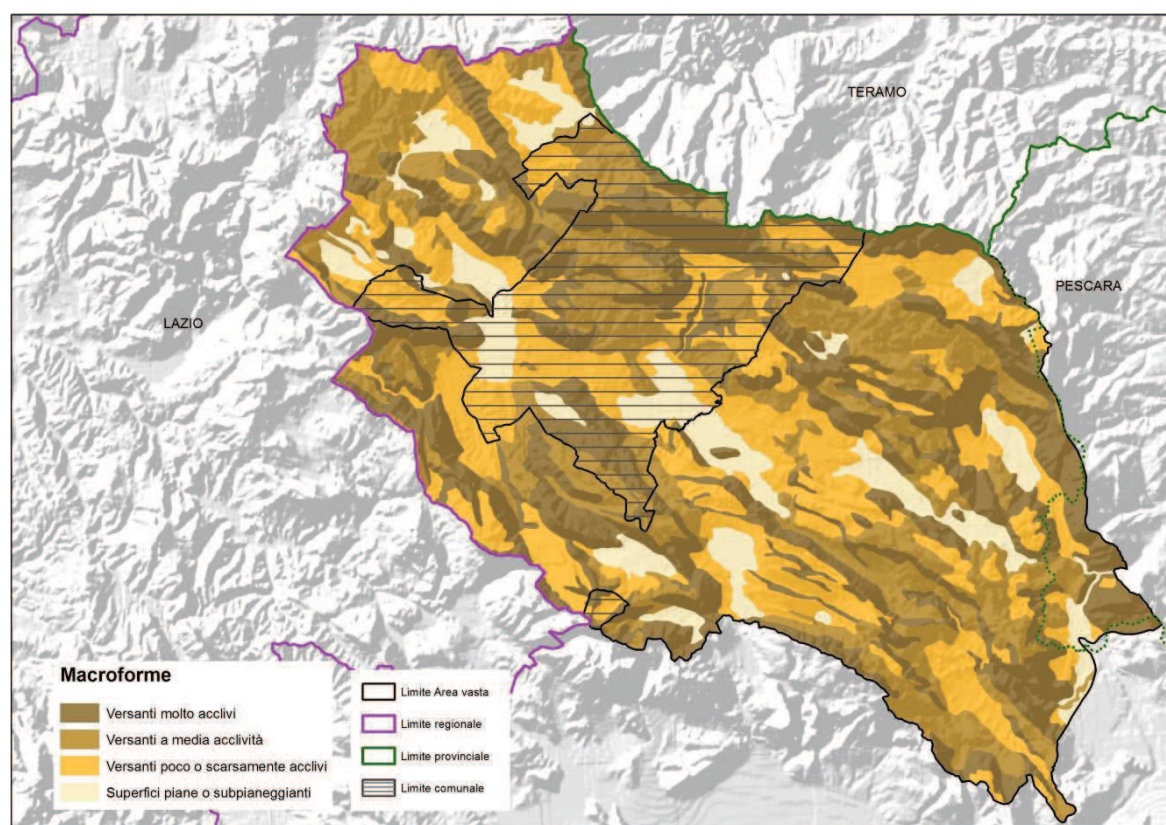 TERAMO
PESCARA
LAZIO
Macroforme
Versanti molto acclivi
Versanti a media acclività
Versanti poco o scarsamente acclivi
Superfici piane o subpianeggianti
Limite Area vasta
Limite regionale
Limite provinciale
Limite comunale